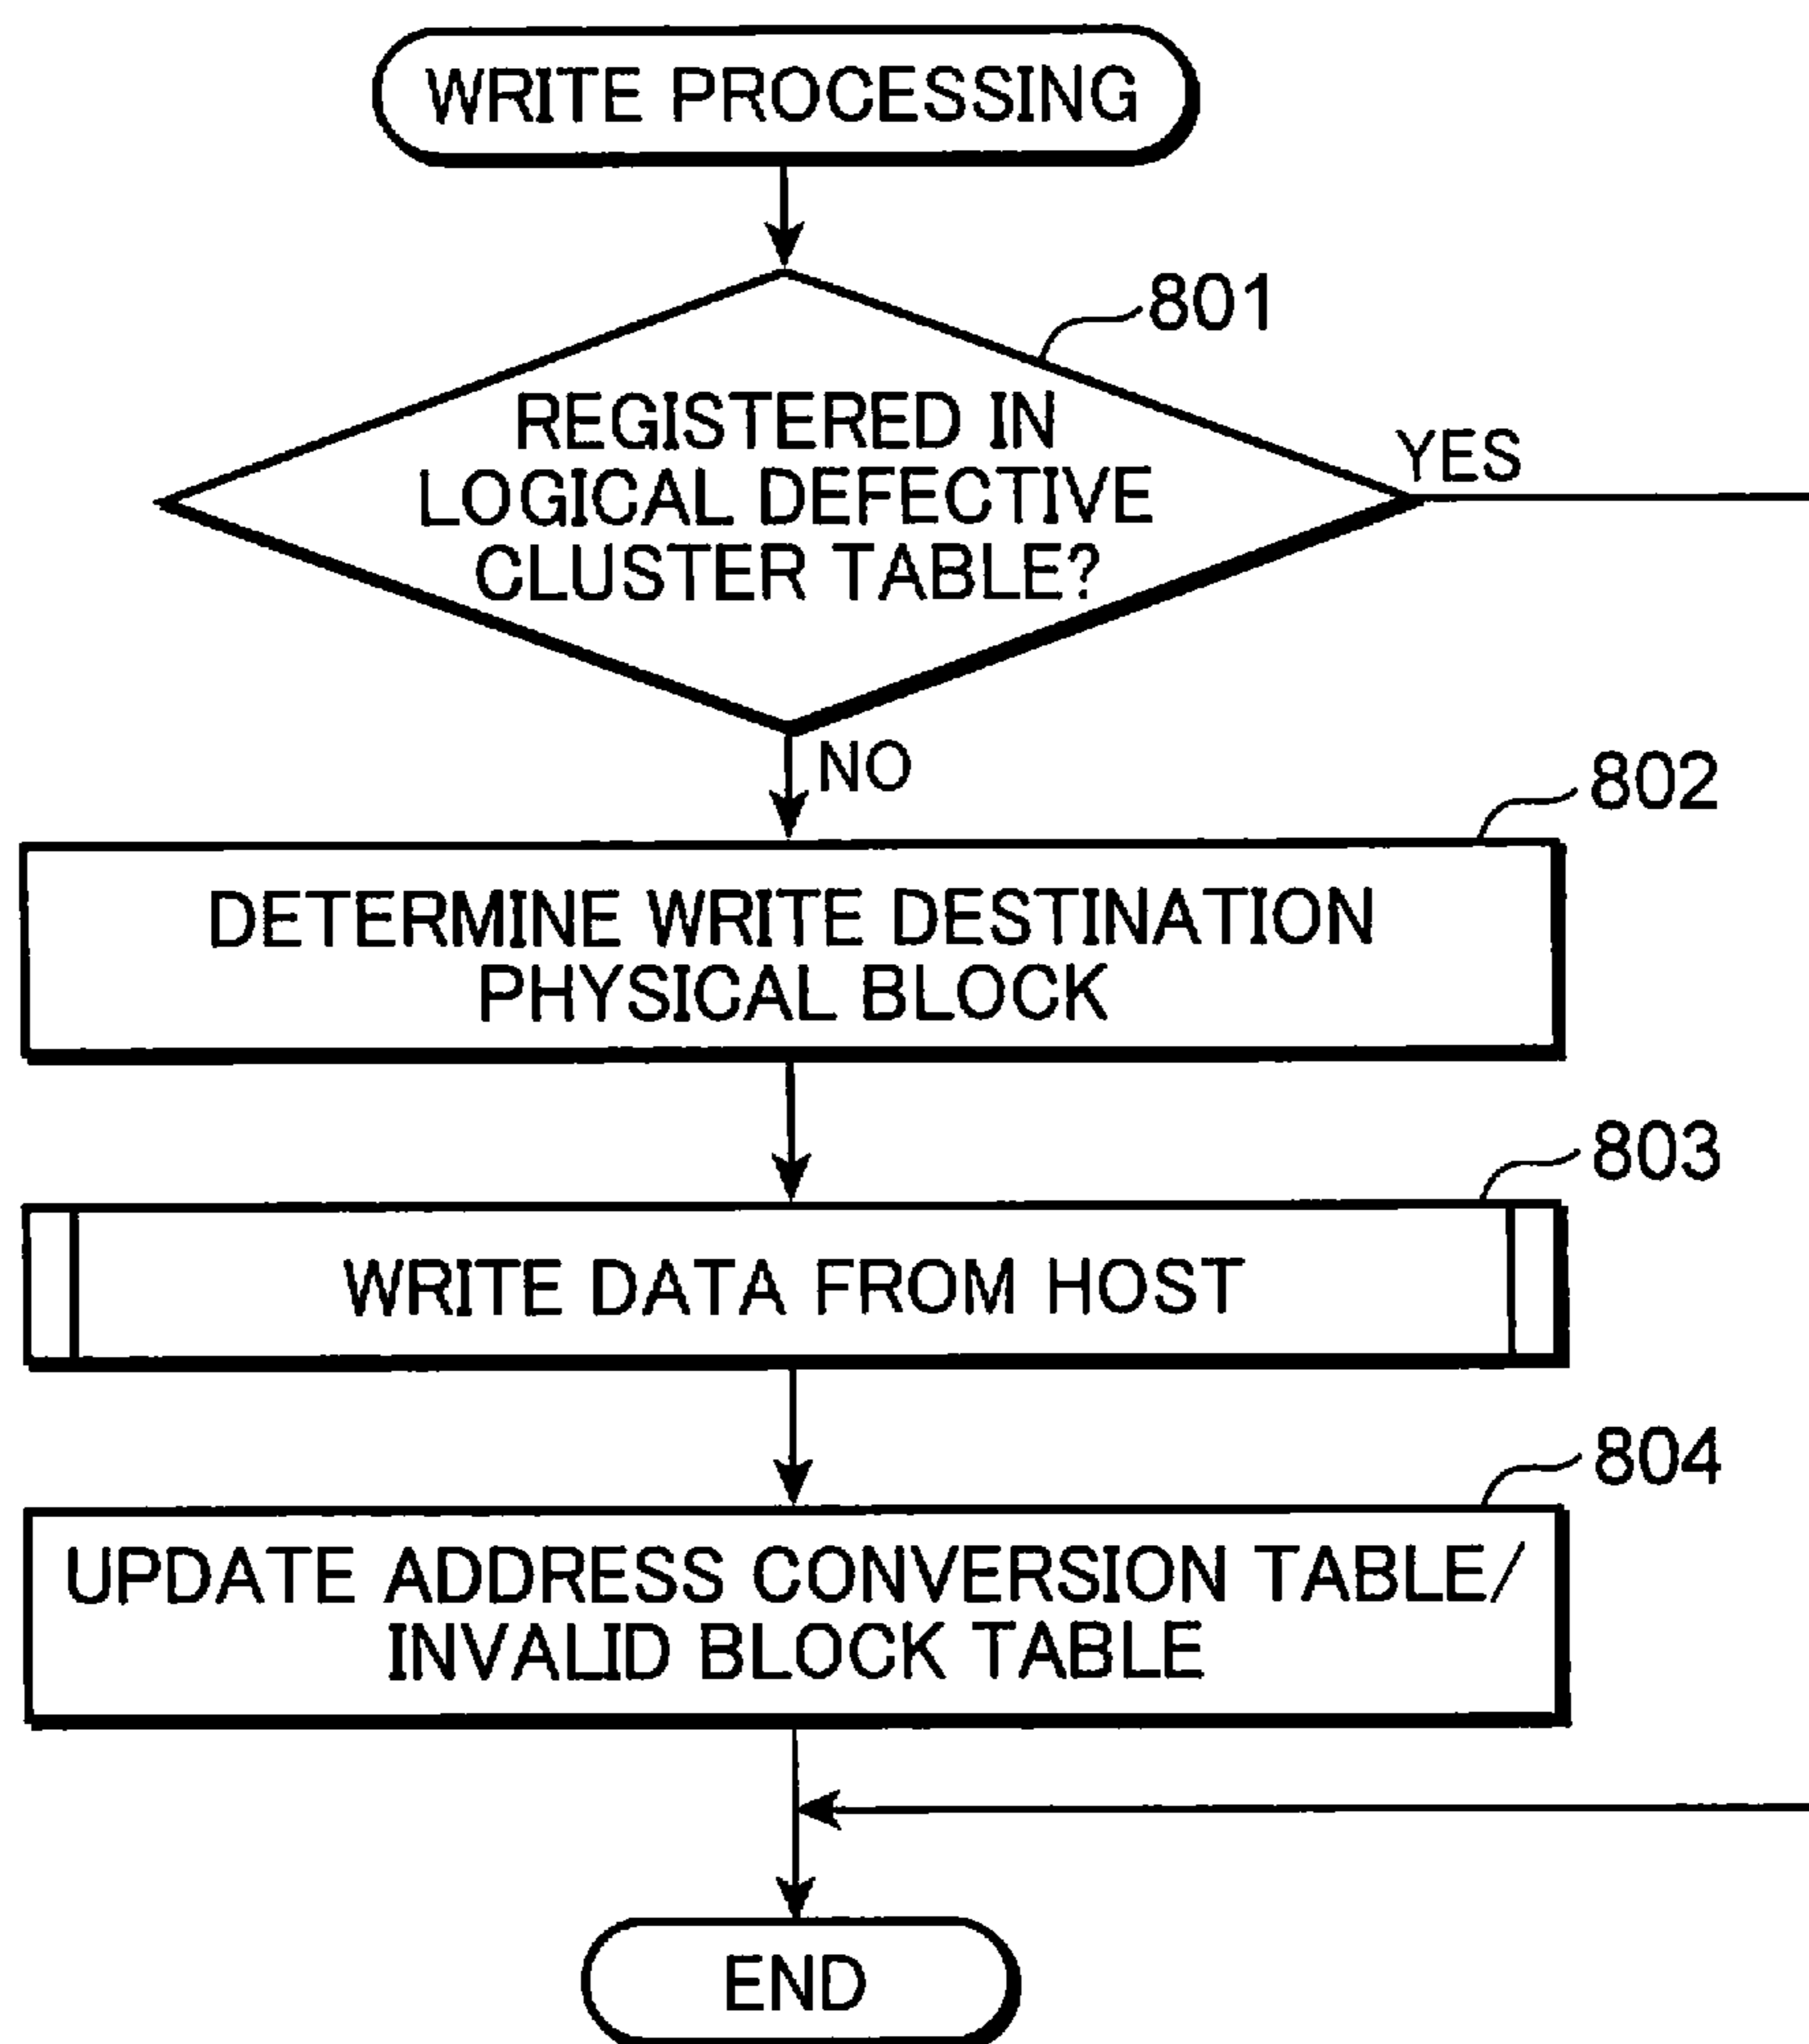 WRITE PROCESSING
801
REGISTERED IN
LOGICAL DEFECTIVE
CLUSTER TABLE?
YES
NO
802
DETERMINE WRITE DESTINATION
PHYSICAL BLOCK
803
WRITE DATA FROM HOST
804
UPDATE ADDRESS CONVERSION TABLE/
INVALID BLOCK TABLE
END